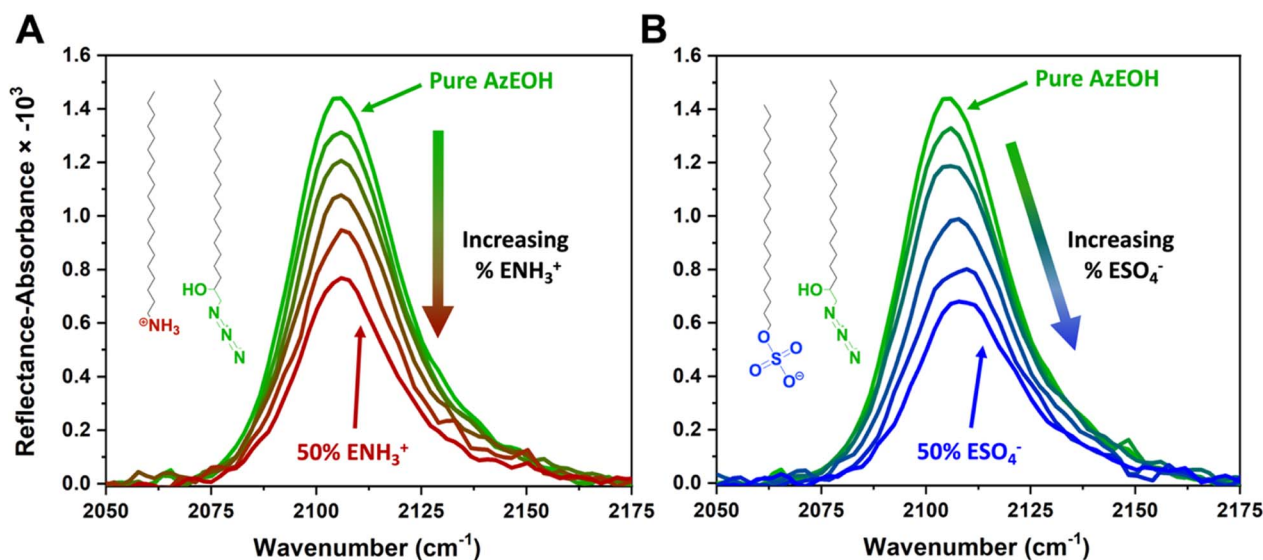 A
Reflectance-Absorbance × -10³
1.6
1.4
1.2
1.0
0.8
0.6
0.4
0.2
0.0
Pure AzEOH
Increasing
% ENH₃⁺
HO
N
N
N
⊕NH₃
50% ENH₃⁺
2050 2075 2100 2125 2150 2175
Wavenumber (cm⁻¹)
B
1.6
1.4
1.2
1.0
0.8
0.6
0.4
0.2
0.0
Pure AzEOH
Increasing
% ESO₄⁻
HO
N
N
N
O
O S O
O⊖
50% ESO₄⁻
2050 2075 2100 2125 2150 2175
Wavenumber (cm⁻¹)